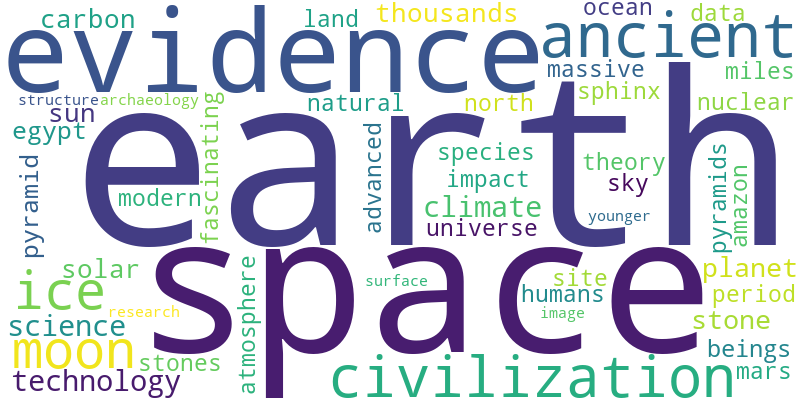 carbon land thousands ocean data
evidence ancient
massive miles
structure archaeology natural north sphinx nuclear
sun
egypt
earth
fascinating advanced species theory pyramids amazon
pyramid modern impact sky
climate younger
universe
space
solar atmosphere surface site planet
ice humans period
research image
science stone
moon stones beings
technology civilization mars